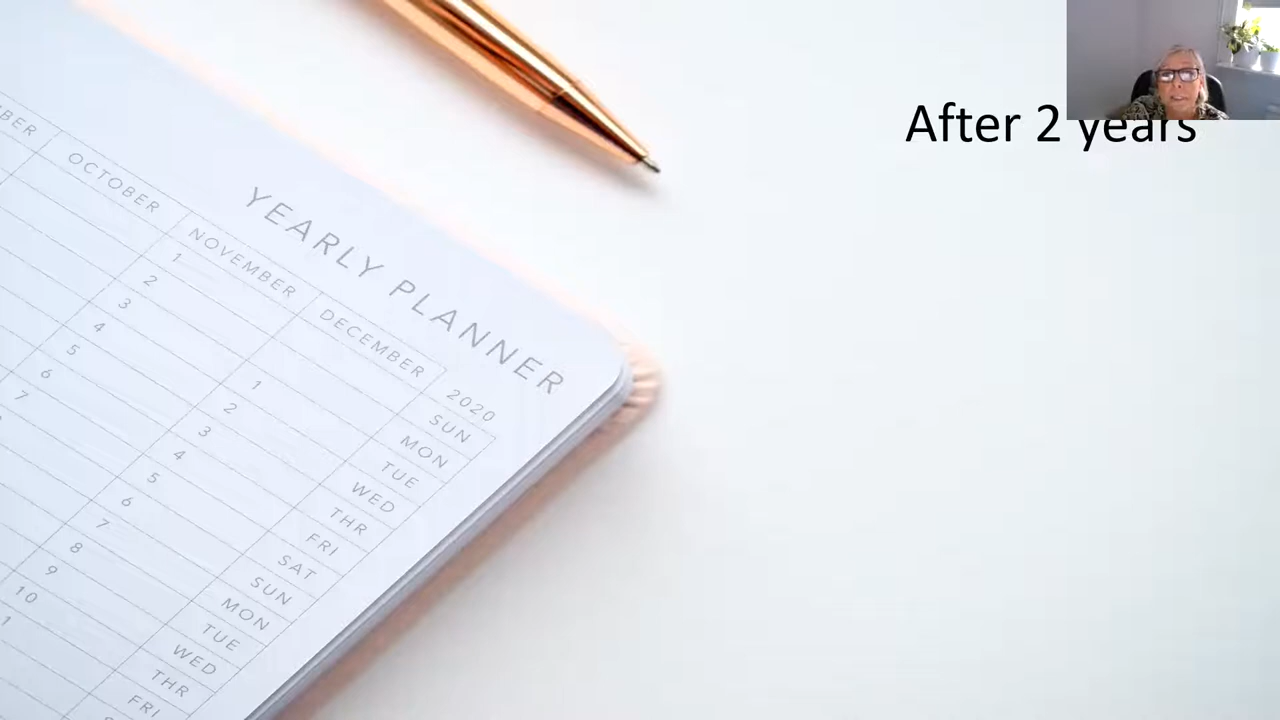 After 2 years
YEARLY PLANNER
OCTOBER
NOVEMBER
DECEMBER
2020
1
2
3
4
5
6
7
1
2
3
4
5
6
7
8
9
10
SUN
MON
TUE
WED
THR
FRI
SAT
SUN
MON
TUE
WED
THR
FRI